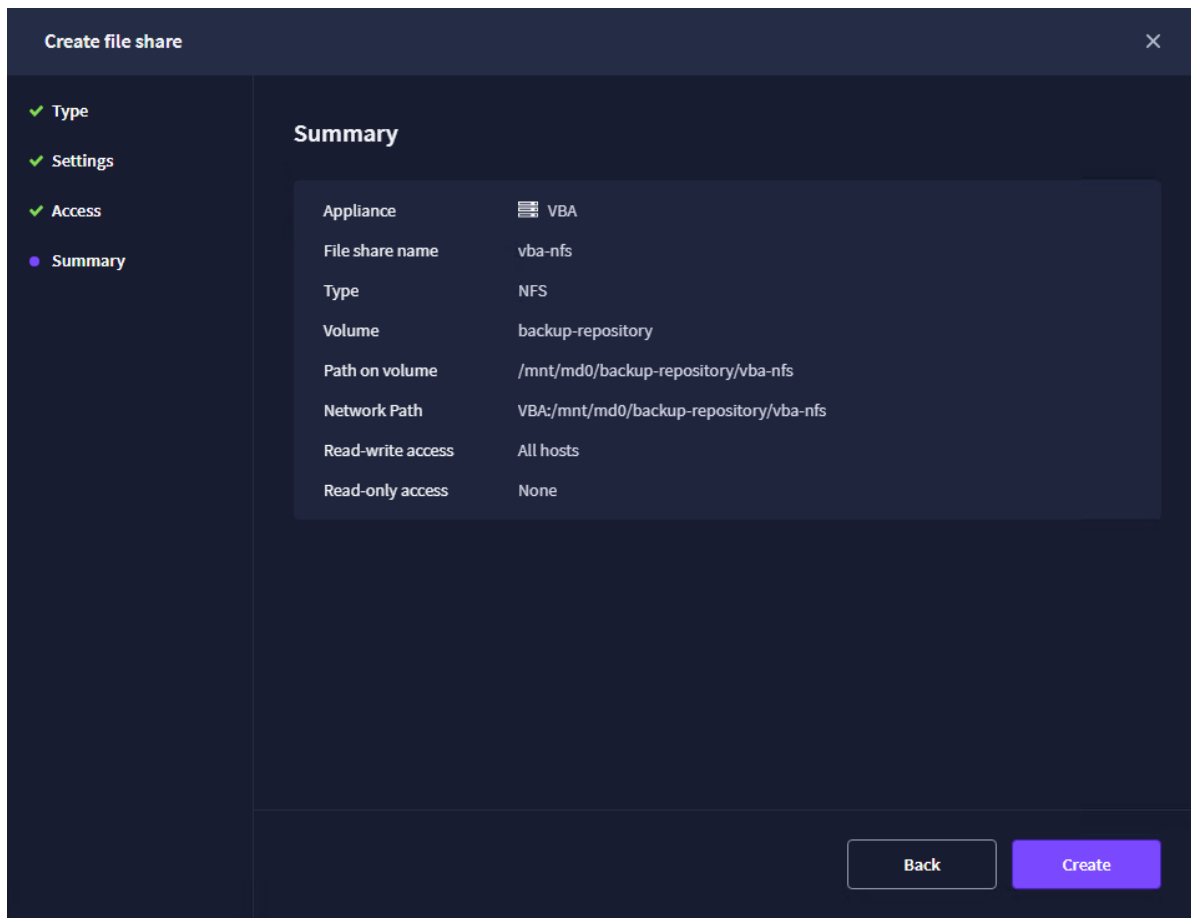 Create file share
Type
Settings
Access
Summary
Summary
Appliance VBA
File share name vba-nfs
Type NFS
Volume backup-repository
Path on volume /mnt/md0/backup-repository/vba-nfs
Network Path VBA:/mnt/md0/backup-repository/vba-nfs
Read-write access All hosts
Read-only access None
Back Create